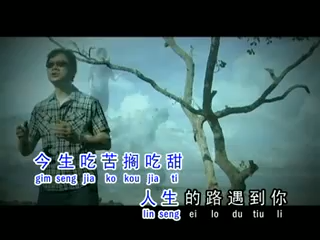 今生吃苦搁吃甜
gim seng jia ko kou jia ti
人生的路遇到你
lin seng ei lo du tiu li